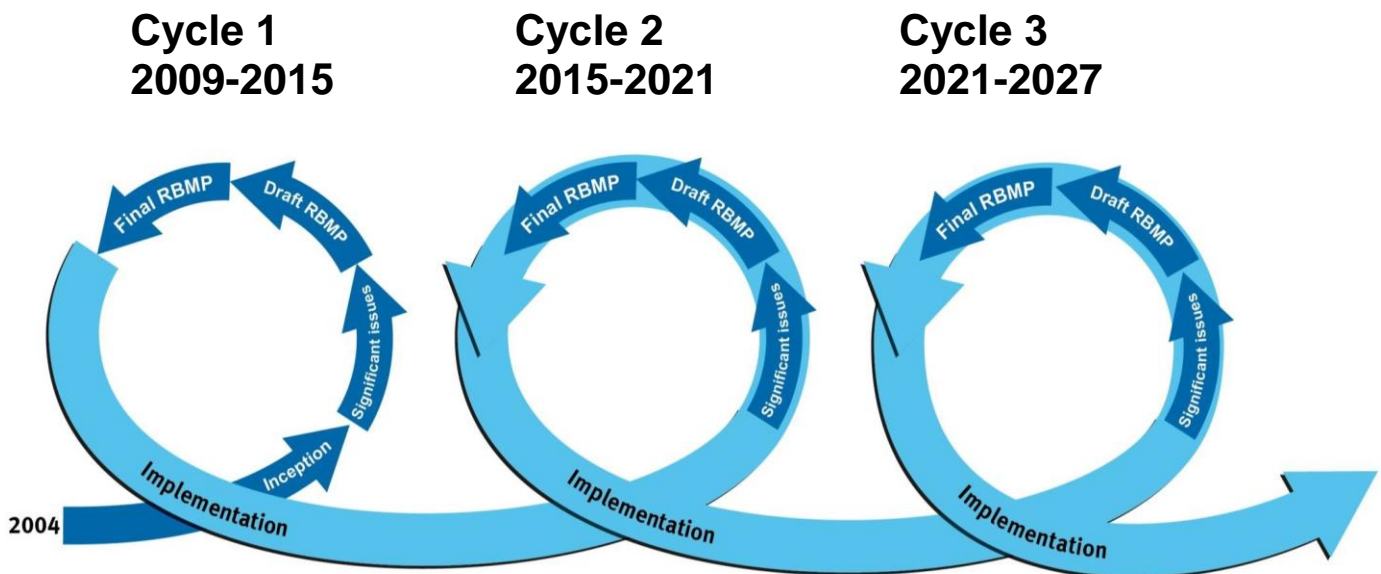 Cycle 1
2009-2015
Cycle 2
2015-2021
Cycle 3
2021-2027
Final RBMP
Draft RBMP
Significant issues
Inception
Implementation
2004
Final RBMP
Draft RBMP
Significant issues
Implementation
Final RBMP
Draft RBMP
Significant issues
Implementation